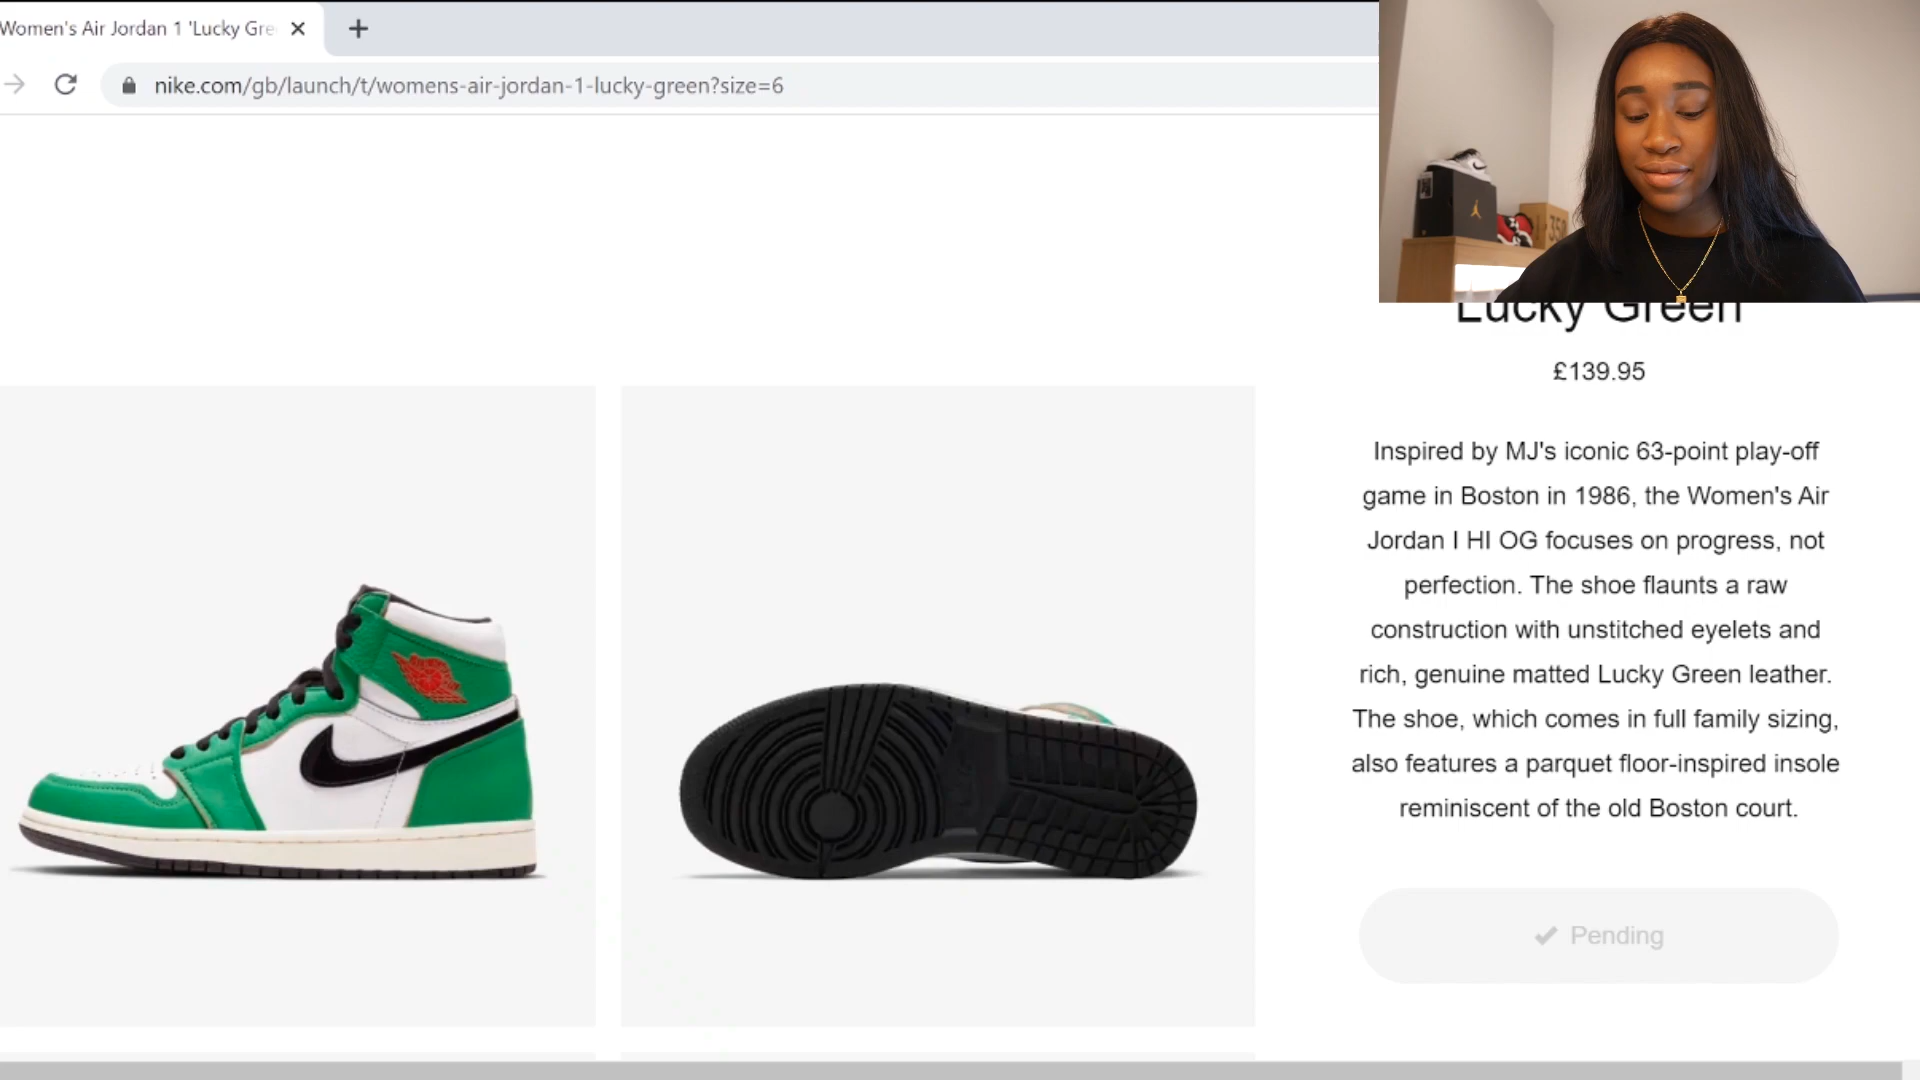 Women's Air Jordan 1 'Lucky Gre
nike.com/gb/launch/t/womens-air-jordan-1-lucky-green?size=6
350
Lucky Green
£139.95
Inspired by MJ's iconic 63-point play-off
game in Boston in 1986, the Women's Air
Jordan I HI OG focuses on progress, not
perfection. The shoe flaunts a raw
construction with unstitched eyelets and
rich, genuine matted Lucky Green leather.
The shoe, which comes in full family sizing,
also features a parquet floor-inspired insole
reminiscent of the old Boston court.
Pending